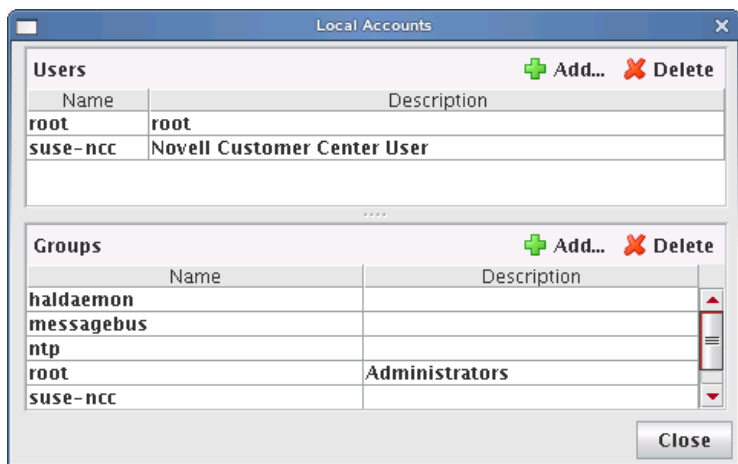 Local Accounts
Users Add... Delete
Name Description
root root
suse-ncc Novell Customer Center User
Groups Add... Delete
Name Description
haldaemon
messagebus
ntp
root Administrators
suse-ncc
Close